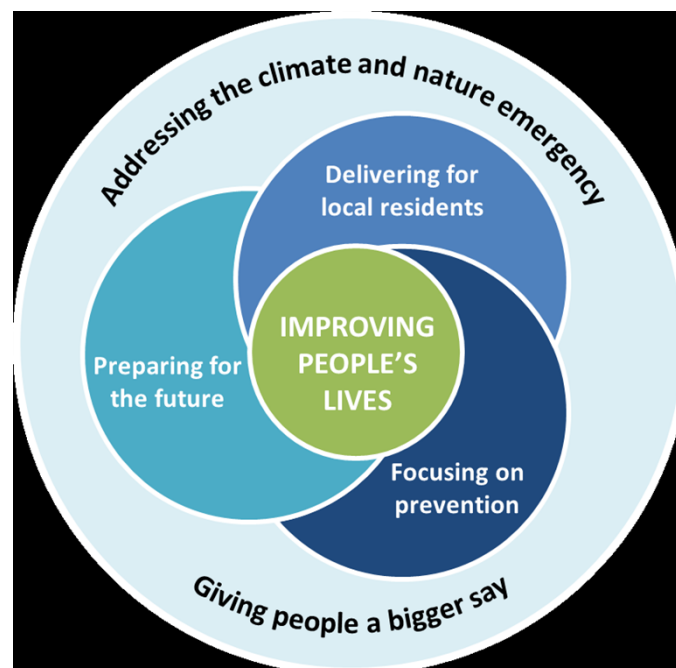 Addressing the climate and nature emergency
Delivering for
local residents
IMPROVING
PEOPLE'S
LIVES
Preparing for
the future
Focusing on
prevention
Giving people a bigger say